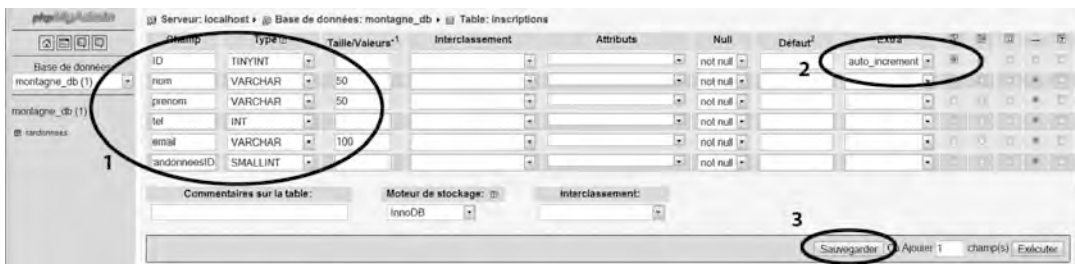 phpMyAdmin
Serveur: localhost ▸ Base de données: montagne_db ▸ Table: inscriptions
Base de données
montagne_db (1)
montagne_db (1)
randonnees
Champ Type Taille/Valeurs*1 Interclassement Attributs Null Défaut2 Extra
ID TINYINT not null auto_increment
nom VARCHAR 50 not null
prenom VARCHAR 50 not null
tel INT not null
email VARCHAR 100 not null
andonneesID SMALLINT not null
1
2
Commentaires sur la table: Moteur de stockage: Interclassement:
InnoDB
3
Sauvegarder Ou Ajouter 1 champ(s) Exécuter